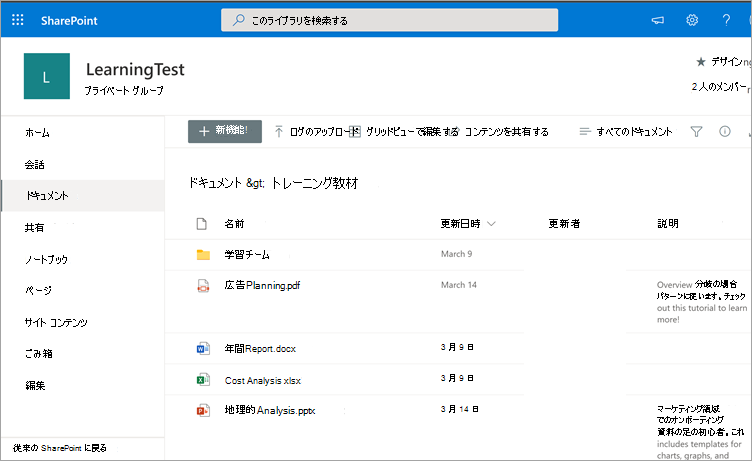 SharePoint
このライブラリを検索する
?
L
LearningTest
プライベート グループ
★ デザインng
2 人のメンバー
ホーム
会話
ドキュメント
共有
ノートブック
ページ
サイト コンテンツ
ごみ箱
編集
従来の SharePoint に戻る
+ 新機能!
ログのアップロード
グリッドビューで編集する
コンテンツを共有する
すべてのドキュメント
ドキュメント &gt; トレーニング教材
名前 更新日時 更新者 説明
学習チーム March 9
広告Planning.pdf March 14
Overview 分岐の場合
パターンに従います。チェック
out this tutorial to learn
more!
年間Report.docx 3 月 9 日
Cost Analysis xlsx 3 月 9 日
地理的Analysis.pptx 3 月 14 日
マーケティング領域
でのオンボーディング
資料の足の初心者。これ
includes templates for
charts, graphs, and